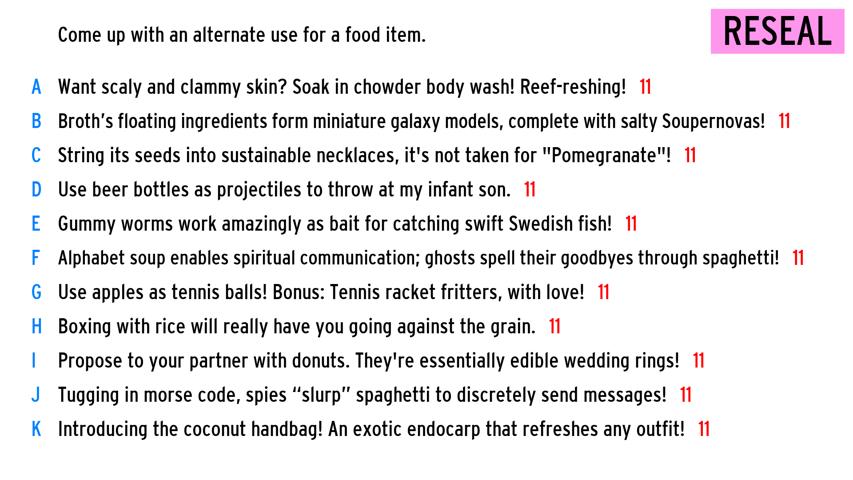 Come up with an alternate use for a food item.
RESEAL
A Want scaly and clammy skin? Soak in chowder body wash! Reef-reshing! 11
B Broth’s floating ingredients form miniature galaxy models, complete with salty Soupernovas! 11
C String its seeds into sustainable necklaces, it's not taken for "Pomegranate"! 11
D Use beer bottles as projectiles to throw at my infant son. 11
E Gummy worms work amazingly as bait for catching swift Swedish fish! 11
F Alphabet soup enables spiritual communication; ghosts spell their goodbyes through spaghetti! 11
G Use apples as tennis balls! Bonus: Tennis racket fritters, with love! 11
H Boxing with rice will really have you going against the grain. 11
I Propose to your partner with donuts. They're essentially edible wedding rings! 11
J Tugging in morse code, spies “slurp” spaghetti to discretely send messages! 11
K Introducing the coconut handbag! An exotic endocarp that refreshes any outfit! 11